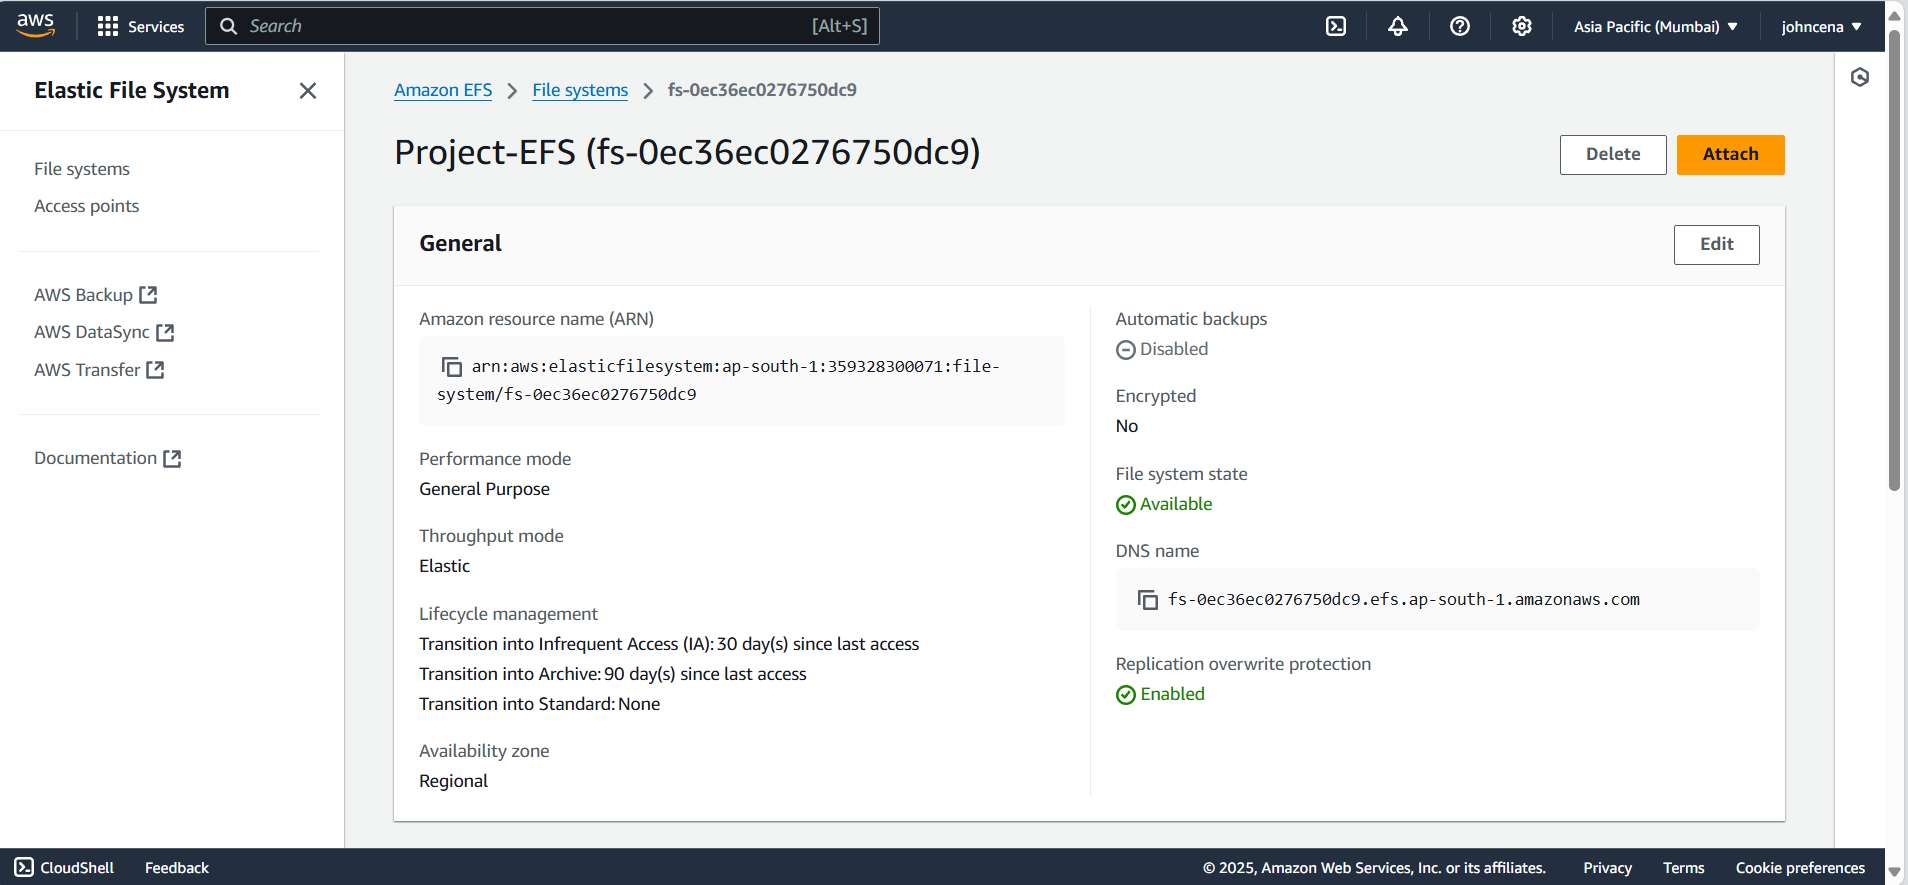 aws
Services
Search
[Alt+S]
Asia Pacific (Mumbai)
johncena
Elastic File System
File systems
Access points
AWS Backup
AWS DataSync
AWS Transfer
Documentation
Amazon EFS
File systems
fs-0ec36ec0276750dc9
Project-EFS (fs-0ec36ec0276750dc9)
Delete
Attach
General
Edit
Amazon resource name (ARN)
arn:aws:elasticfilesystem:ap-south-1:359328300071:file-
system/fs-0ec36ec0276750dc9
Performance mode
General Purpose
Throughput mode
Elastic
Lifecycle management
Transition into Infrequent Access (IA): 30 day(s) since last access
Transition into Archive: 90 day(s) since last access
Transition into Standard: None
Availability zone
Regional
Automatic backups
Disabled
Encrypted
No
File system state
Available
DNS name
fs-0ec36ec0276750dc9.efs.ap-south-1.amazonaws.com
Replication overwrite protection
Enabled
CloudShell
Feedback
© 2025, Amazon Web Services, Inc. or its affiliates.
Privacy
Terms
Cookie preferences